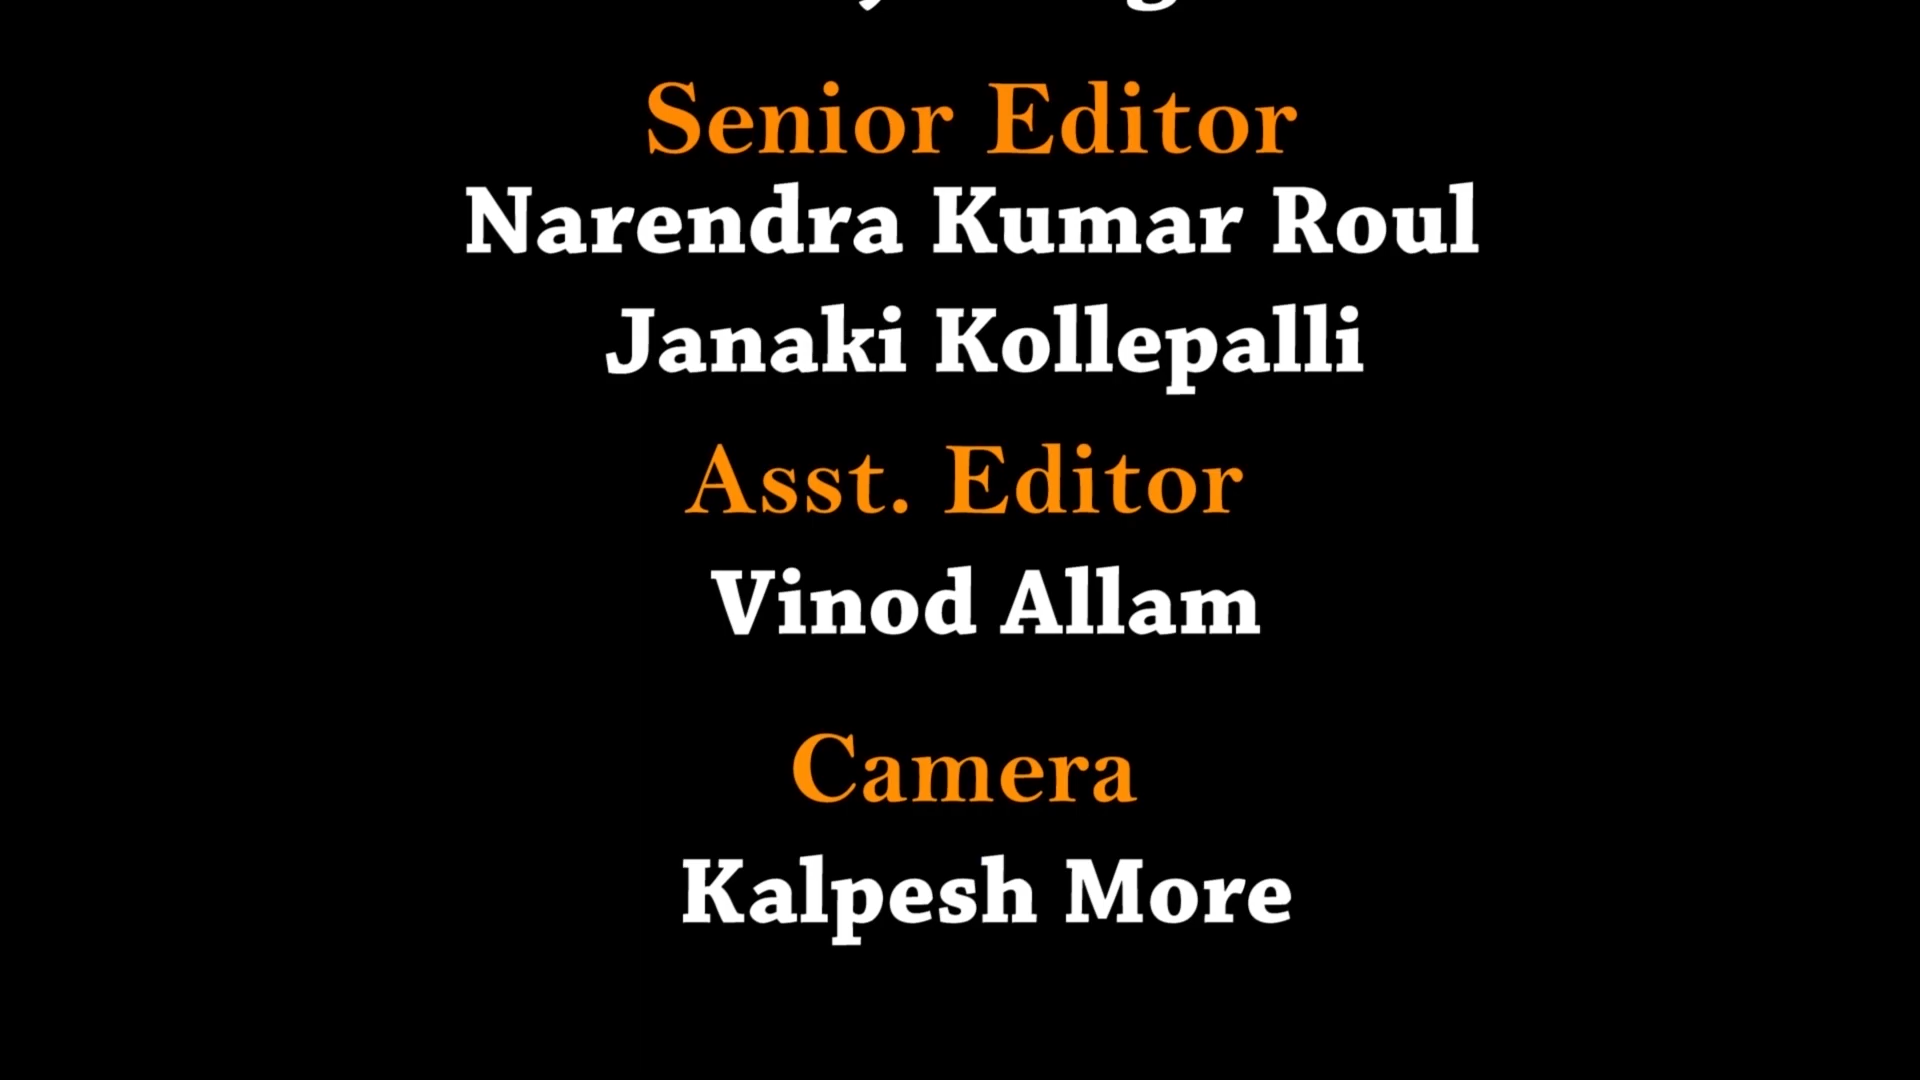 Senior Editor
Narendra Kumar Roul
Janaki Kollepalli
Asst. Editor
Vinod Allam
Camera
Kalpesh More